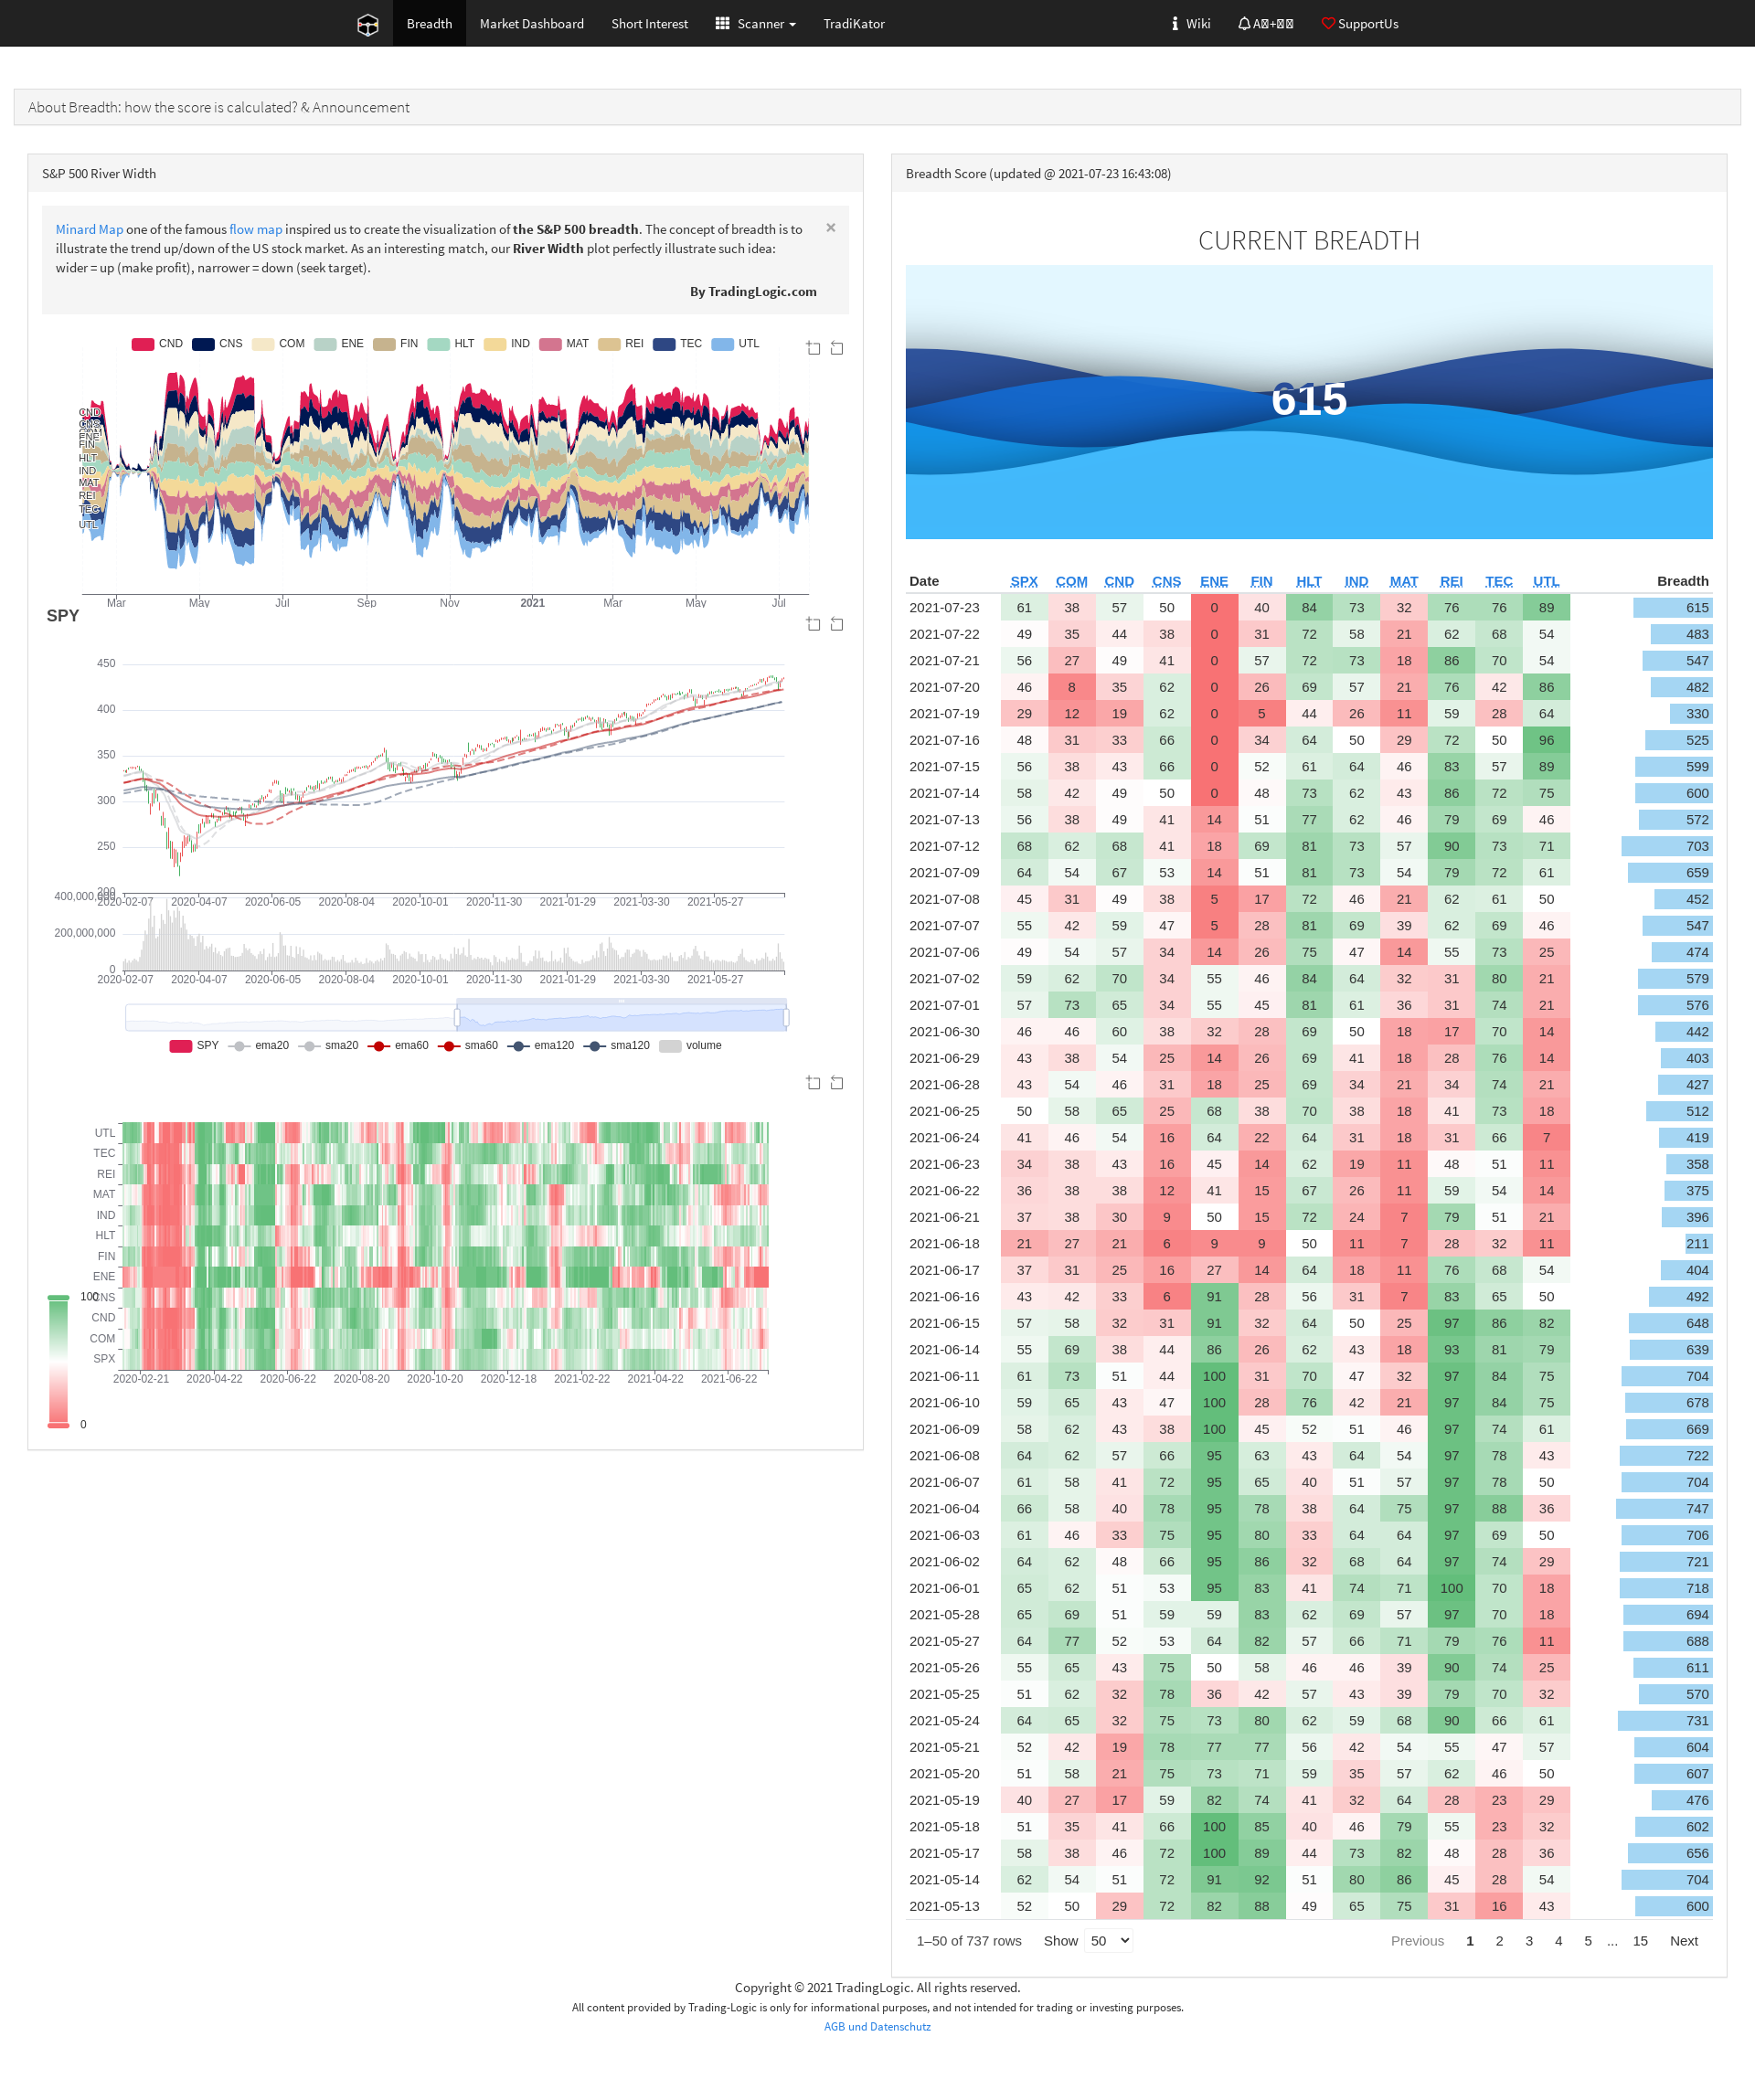 Breadth Market Dashboard Short Interest Scanner TradiKator Wiki SupportUs
About Breadth: how the score is calculated? & Announcement
S&P 500 River Width
Minard Map one of the famous flow map inspired us to create the visualization of the S&P 500 breadth. The concept of breadth is to
illustrate the trend up/down of the US stock market. As an interesting match, our River Width plot perfectly illustrate such idea:
wider = up (make profit), narrower = down (seek target).
×
By TradingLogic.com
CND CNS COM ENE FIN HLT IND MAT REI TEC UTL
CND
CNS
COM
ENE
FIN
HLT
IND
MAT
REI
TEC
UTL
Mar May Jul Sep Nov 2021 Mar May Jul
SPY
450
400
350
300
250
200
2020-02-07 2020-04-07 2020-06-05 2020-08-04 2020-10-01 2020-11-30 2021-01-29 2021-03-30 2021-05-27
400,000,000
200,000,000
0
2020-02-07 2020-04-07 2020-06-05 2020-08-04 2020-10-01 2020-11-30 2021-01-29 2021-03-30 2021-05-27
SPY ema20 sma20 ema60 sma60 ema120 sma120 volume
UTL
TEC
REI
MAT
IND
HLT
FIN
ENE
CNS
CND
COM
SPX
2020-02-21 2020-04-22 2020-06-22 2020-08-20 2020-10-20 2020-12-18 2021-02-22 2021-04-22 2021-06-22
100
0
Breadth Score (updated @ 2021-07-23 16:43:08)
CURRENT BREADTH
615
Date SPX COM CND CNS ENE FIN HLT IND MAT REI TEC UTL Breadth
2021-07-23 61 38 57 50 0 40 84 73 32 76 76 89 615
2021-07-22 49 35 44 38 0 31 72 58 21 62 68 54 483
2021-07-21 56 27 49 41 0 57 72 73 18 86 70 54 547
2021-07-20 46 8 35 62 0 26 69 57 21 76 42 86 482
2021-07-19 29 12 19 62 0 5 44 26 11 59 28 64 330
2021-07-16 48 31 33 66 0 34 64 50 29 72 50 96 525
2021-07-15 56 38 43 66 0 52 61 64 46 83 57 89 599
2021-07-14 58 42 49 50 0 48 73 62 43 86 72 75 600
2021-07-13 56 38 49 41 14 51 77 62 46 79 69 46 572
2021-07-12 68 62 68 41 18 69 81 73 57 90 73 71 703
2021-07-09 64 54 67 53 14 51 81 73 54 79 72 61 659
2021-07-08 45 31 49 38 5 17 72 46 21 62 61 50 452
2021-07-07 55 42 59 47 5 28 81 69 39 62 69 46 547
2021-07-06 49 54 57 34 14 26 75 47 14 55 73 25 474
2021-07-02 59 62 70 34 55 46 84 64 32 31 80 21 579
2021-07-01 57 73 65 34 55 45 81 61 36 31 74 21 576
2021-06-30 46 46 60 38 32 28 69 50 18 17 70 14 442
2021-06-29 43 38 54 25 14 26 69 41 18 28 76 14 403
2021-06-28 43 54 46 31 18 25 69 34 21 34 74 21 427
2021-06-25 50 58 65 25 68 38 70 38 18 41 73 18 512
2021-06-24 41 46 54 16 64 22 64 31 18 31 66 7 419
2021-06-23 34 38 43 16 45 14 62 19 11 48 51 11 358
2021-06-22 36 38 38 12 41 15 67 26 11 59 54 14 375
2021-06-21 37 38 30 9 50 15 72 24 7 79 51 21 396
2021-06-18 21 27 21 6 9 9 50 11 7 28 32 11 211
2021-06-17 37 31 25 16 27 14 64 18 11 76 68 54 404
2021-06-16 43 42 33 6 91 28 56 31 7 83 65 50 492
2021-06-15 57 58 32 31 91 32 64 50 25 97 86 82 648
2021-06-14 55 69 38 44 86 26 62 43 18 93 81 79 639
2021-06-11 61 73 51 44 100 31 70 47 32 97 84 75 704
2021-06-10 59 65 43 47 100 28 76 42 21 97 84 75 678
2021-06-09 58 62 43 38 100 45 52 51 46 97 74 61 669
2021-06-08 64 62 57 66 95 63 43 64 54 97 78 43 722
2021-06-07 61 58 41 72 95 65 40 51 57 97 78 50 704
2021-06-04 66 58 40 78 95 78 38 64 75 97 88 36 747
2021-06-03 61 46 33 75 95 80 33 64 64 97 69 50 706
2021-06-02 64 62 48 66 95 86 32 68 64 97 74 29 721
2021-06-01 65 62 51 53 95 83 41 74 71 100 70 18 718
2021-05-28 65 69 51 59 59 83 62 69 57 97 70 18 694
2021-05-27 64 77 52 53 64 82 57 66 71 79 76 11 688
2021-05-26 55 65 43 75 50 58 46 46 39 90 74 25 611
2021-05-25 51 62 32 78 36 42 57 43 39 79 70 32 570
2021-05-24 64 65 32 75 73 80 62 59 68 90 66 61 731
2021-05-21 52 42 19 78 77 77 56 42 54 55 47 57 604
2021-05-20 51 58 21 75 73 71 59 35 57 62 46 50 607
2021-05-19 40 27 17 59 82 74 41 32 64 28 23 29 476
2021-05-18 51 35 41 66 100 85 40 46 79 55 23 32 602
2021-05-17 58 38 46 72 100 89 44 73 82 48 28 36 656
2021-05-14 62 54 51 72 91 92 51 80 86 45 28 54 704
2021-05-13 52 50 29 72 82 88 49 65 75 31 16 43 600
1–50 of 737 rows Show 50 Previous 1 2 3 4 5 ... 15 Next
Copyright © 2021 TradingLogic. All rights reserved.
All content provided by Trading-Logic is only for informational purposes, and not intended for trading or investing purposes.
AGB und Datenschutz